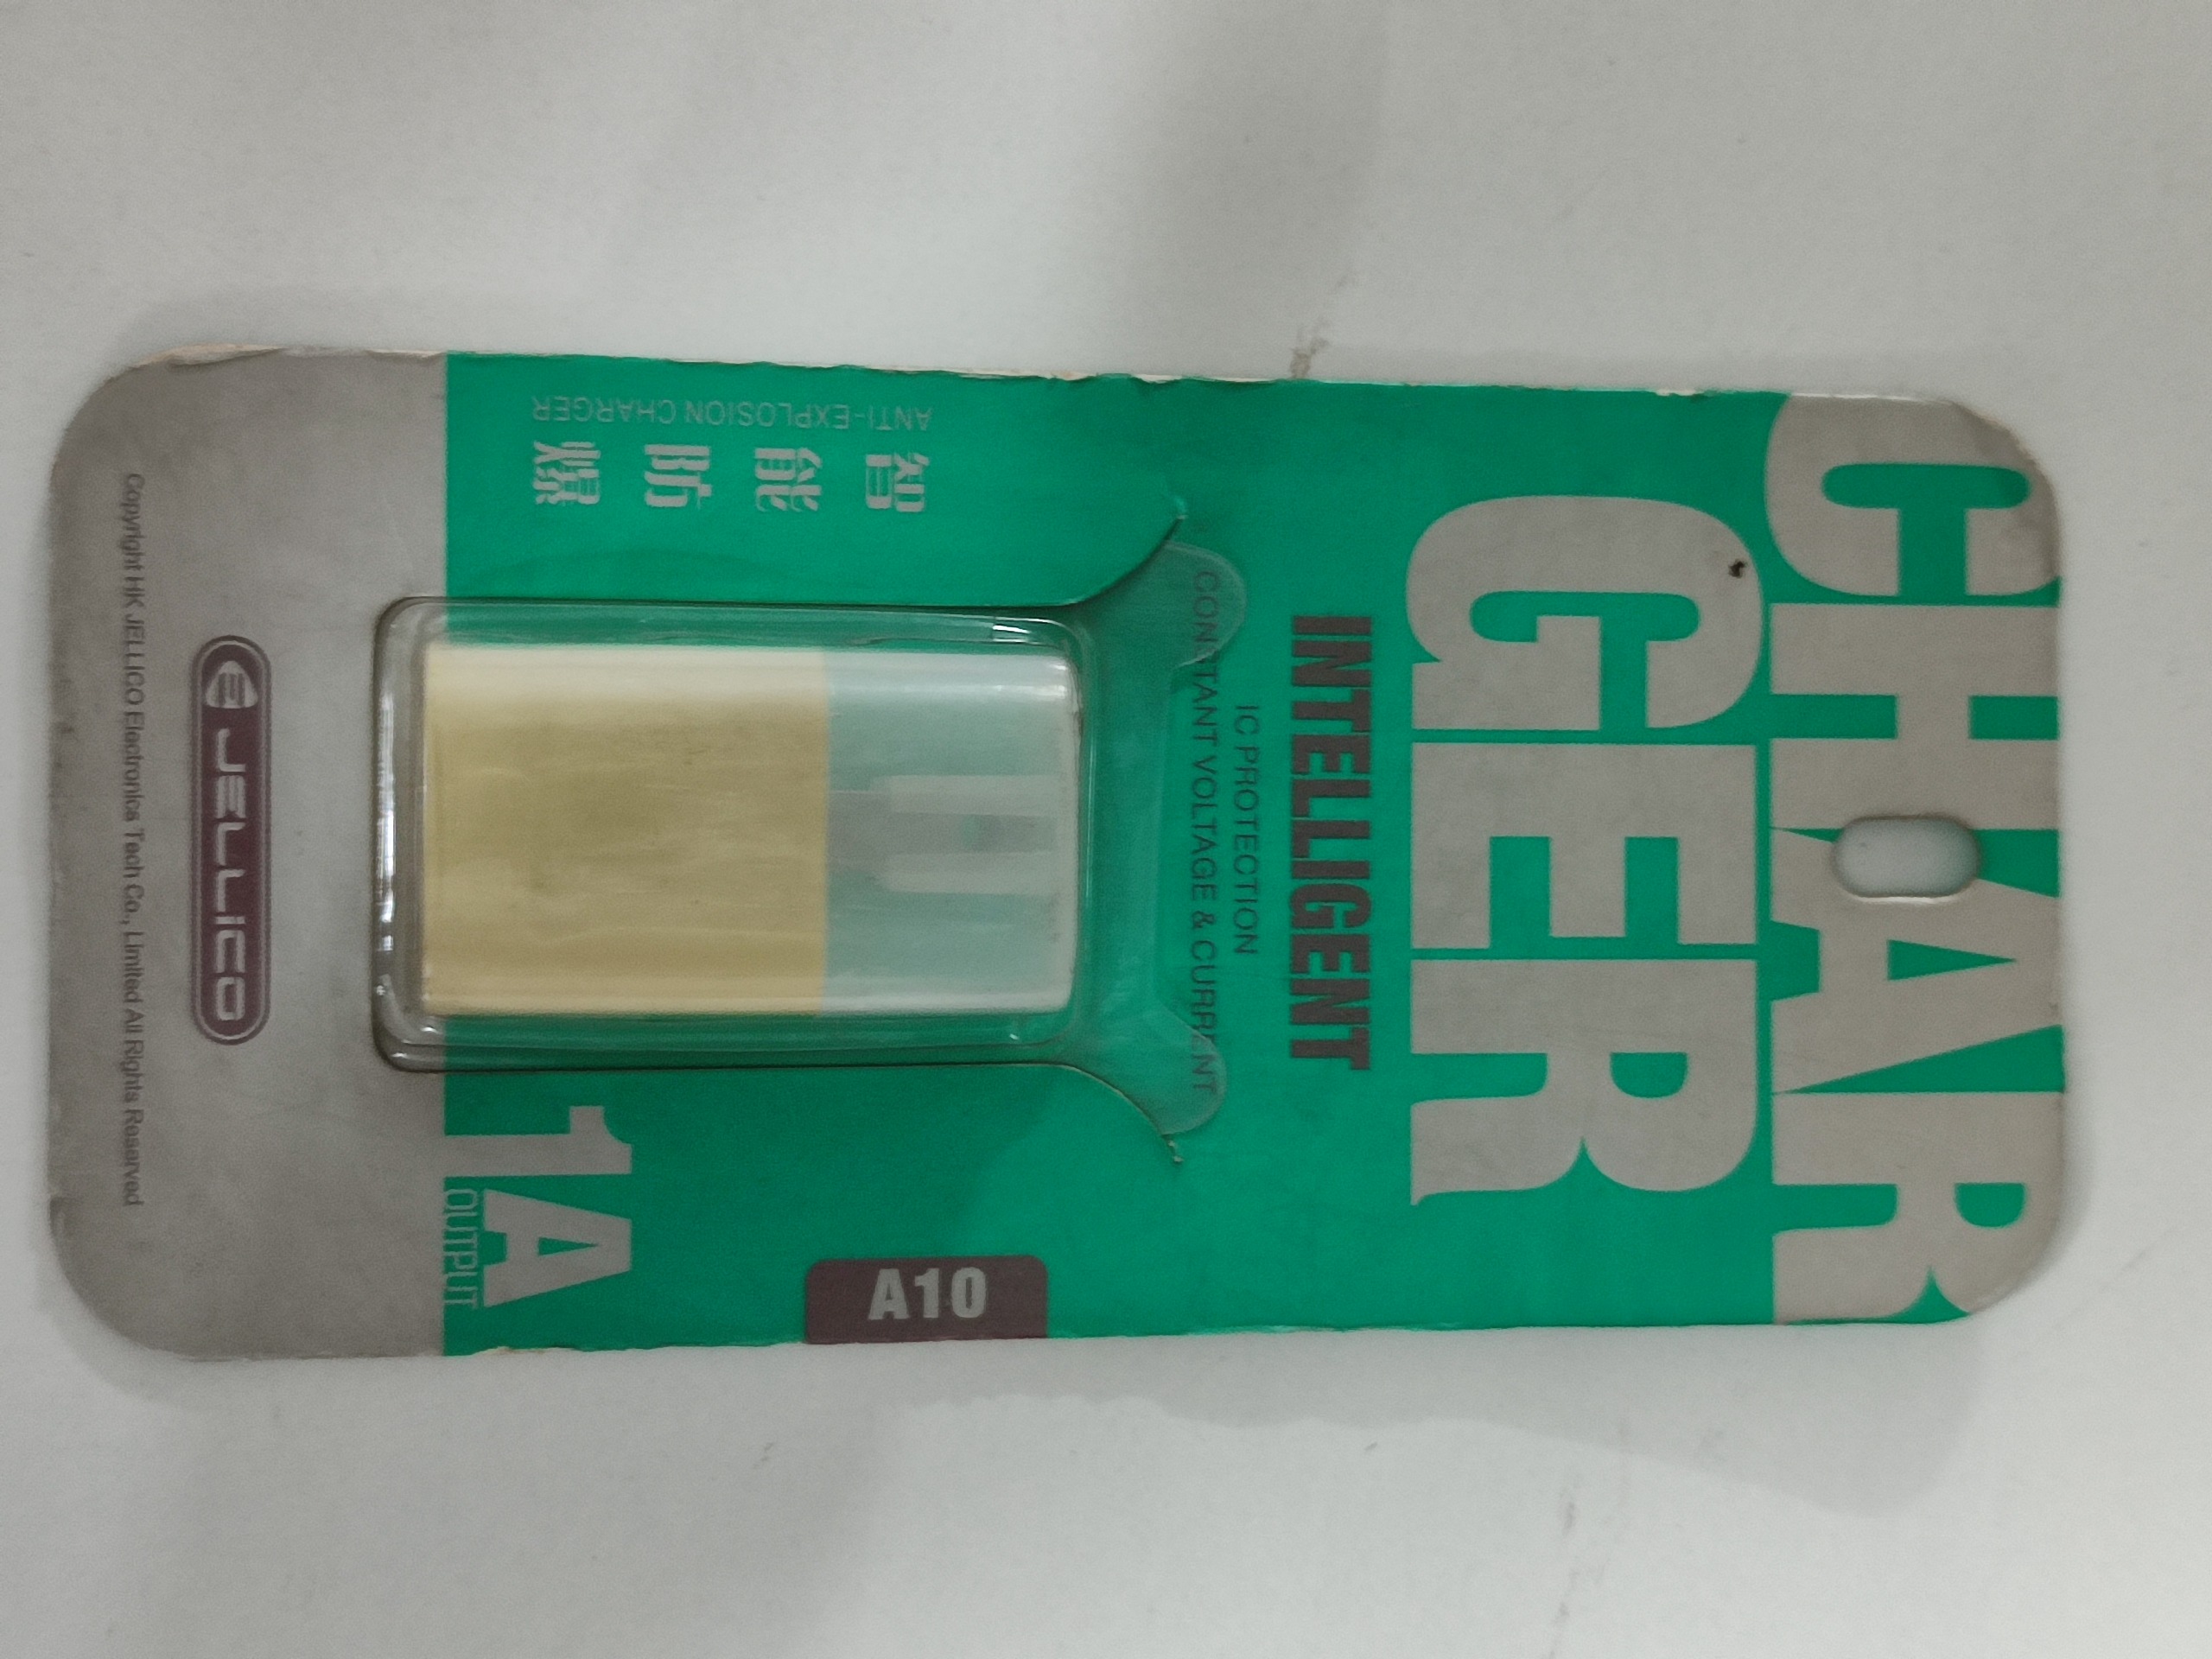 CHAR
GER
INTELLIGENT
IC PROTECTION
CONSTANT VOLTAGE & CURRENT
智能防爆
ANTI-EXPLOSION CHARGER
A10
1A
OUTPUT
JELLICO
Copyright HK JELLICO Electronics Tech Co., Limited All Rights Reserved